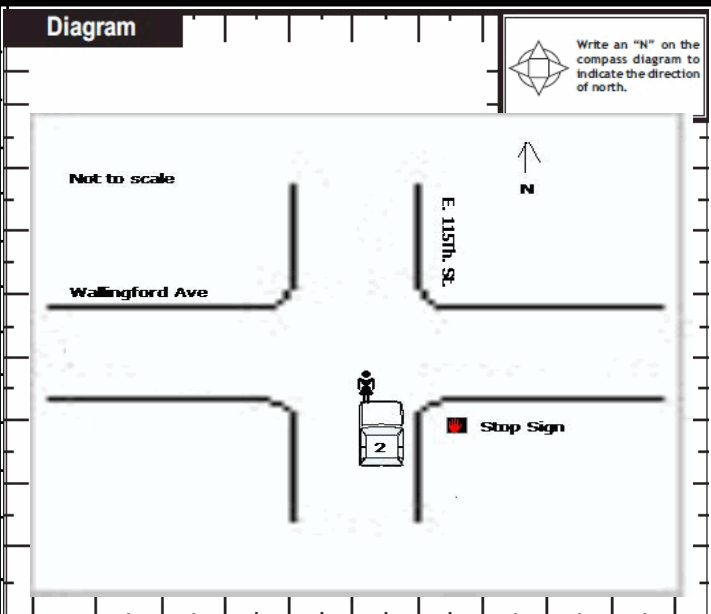 Diagram
Write an “N” on the
compass diagram to
indicate the direction
of north.
Not to scale
N
E. 115Th. St.
Wallingford Ave
Stop Sign
2